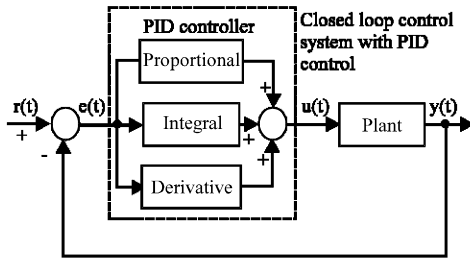 PID controller
Closed loop control
system with PID
control
Proportional
+
r(t)
e(t)
Integral
u(t)
Plant
y(t)
+
-
+
+
Derivative